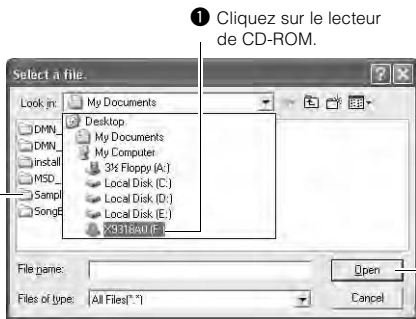 ❶ Cliquez sur le lecteur
de CD-ROM.
Select a file.
Look in: My Documents
Desktop
My Documents
My Computer
3½ Floppy (A:)
Local Disk (C:)
Local Disk (D:)
Local Disk (E:)
X9318A0 (F:)
DMN_
DMN_
install
MSD_
Sampl
SongE
File name:
Open
Files of type: All Files(*.*)
Cancel